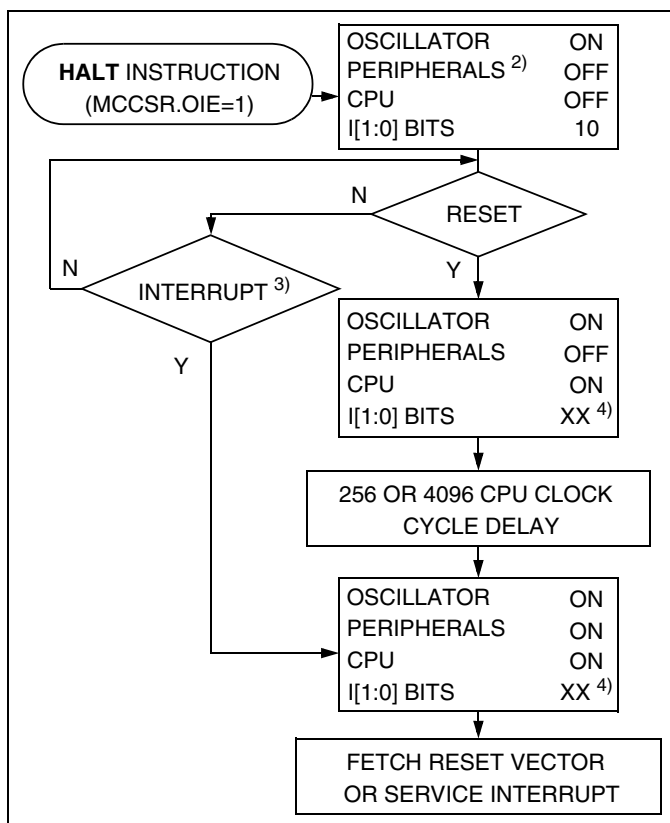 HALT INSTRUCTION
(MCCSR.OIE=1)
OSCILLATOR ON
PERIPHERALS 2) OFF
CPU OFF
I[1:0] BITS 10
RESET
N
Y
INTERRUPT 3)
N
Y
OSCILLATOR ON
PERIPHERALS OFF
CPU ON
I[1:0] BITS XX 4)
256 OR 4096 CPU CLOCK
CYCLE DELAY
OSCILLATOR ON
PERIPHERALS ON
CPU ON
I[1:0] BITS XX 4)
FETCH RESET VECTOR
OR SERVICE INTERRUPT